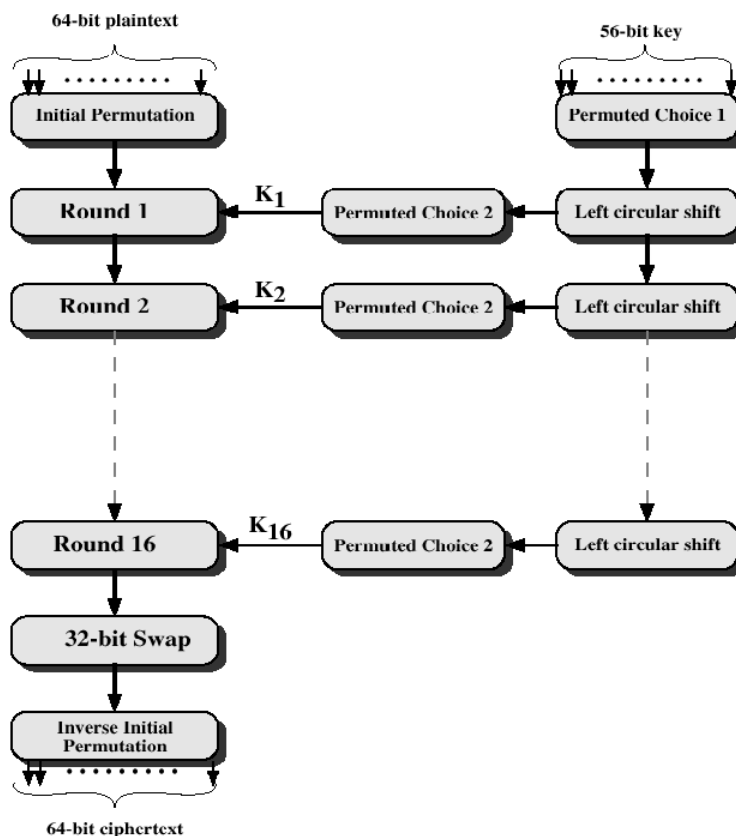 64-bit plaintext
56-bit key
Initial Permutation
Permuted Choice 1
Round 1
K1
Permuted Choice 2
Left circular shift
Round 2
K2
Permuted Choice 2
Left circular shift
Round 16
K16
Permuted Choice 2
Left circular shift
32-bit Swap
Inverse Initial
Permutation
64-bit ciphertext